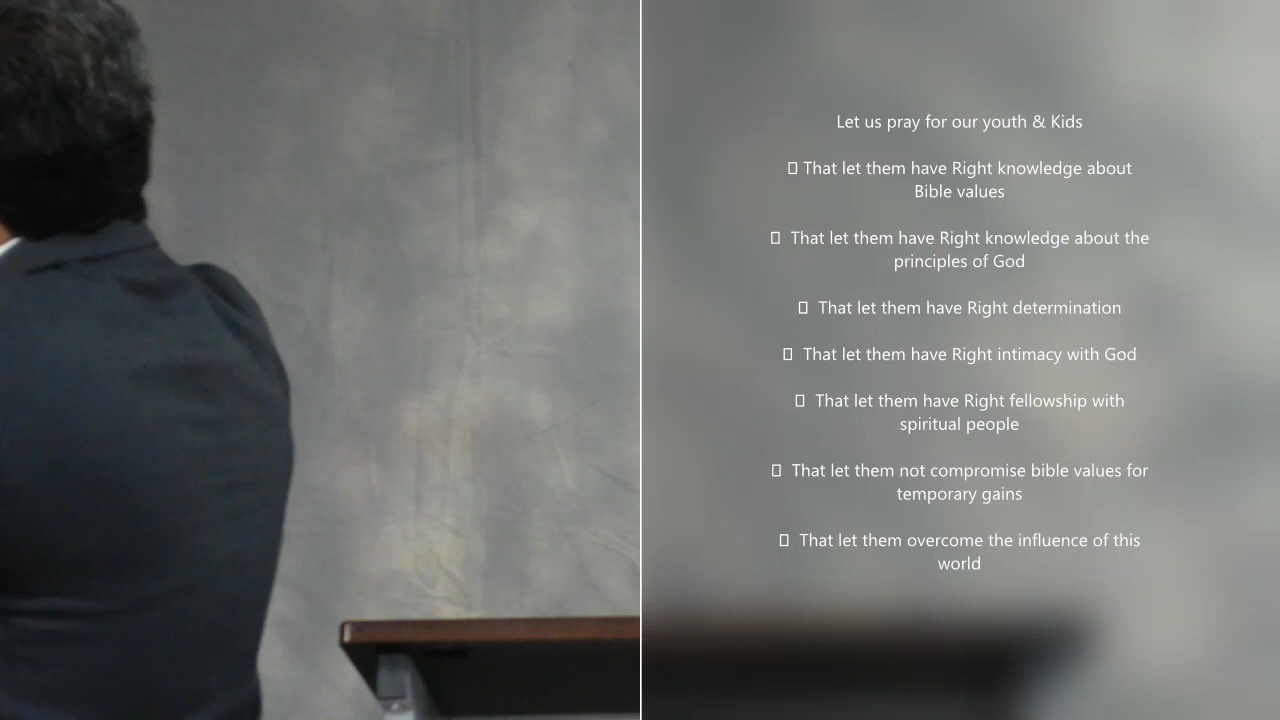 Let us pray for our youth & Kids
▯ That let them have Right knowledge about
Bible values
▯ That let them have Right knowledge about the
principles of God
▯ That let them have Right determination
▯ That let them have Right intimacy with God
▯ That let them have Right fellowship with
spiritual people
▯ That let them not compromise bible values for
temporary gains
▯ That let them overcome the influence of this
world